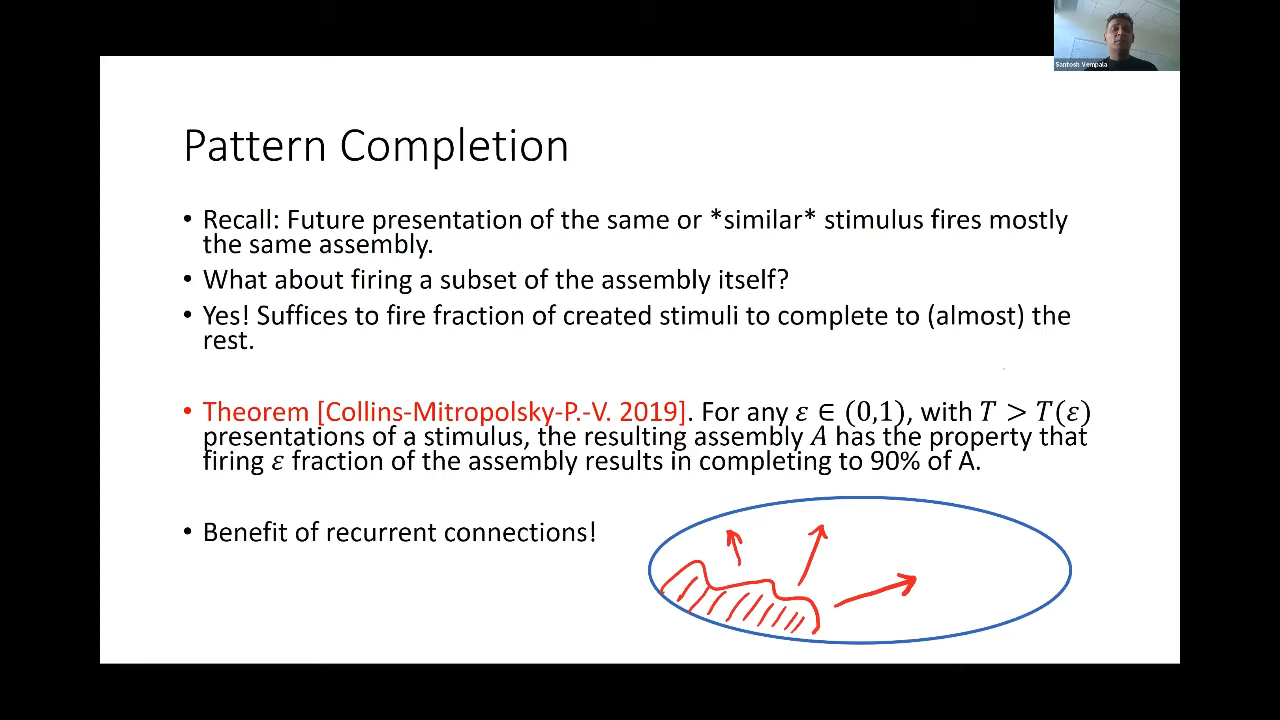 Santosh Vempala
Pattern Completion
• Recall: Future presentation of the same or *similar* stimulus fires mostly
the same assembly.
• What about firing a subset of the assembly itself?
• Yes! Suffices to fire fraction of created stimuli to complete to (almost) the
rest.
• Theorem [Collins-Mitropolsky-P.-V. 2019]. For any 𝜀 ∈ (0,1), with 𝑇 > 𝑇(𝜀)
presentations of a stimulus, the resulting assembly 𝐴 has the property that
firing 𝜀 fraction of the assembly results in completing to 90% of A.
• Benefit of recurrent connections!